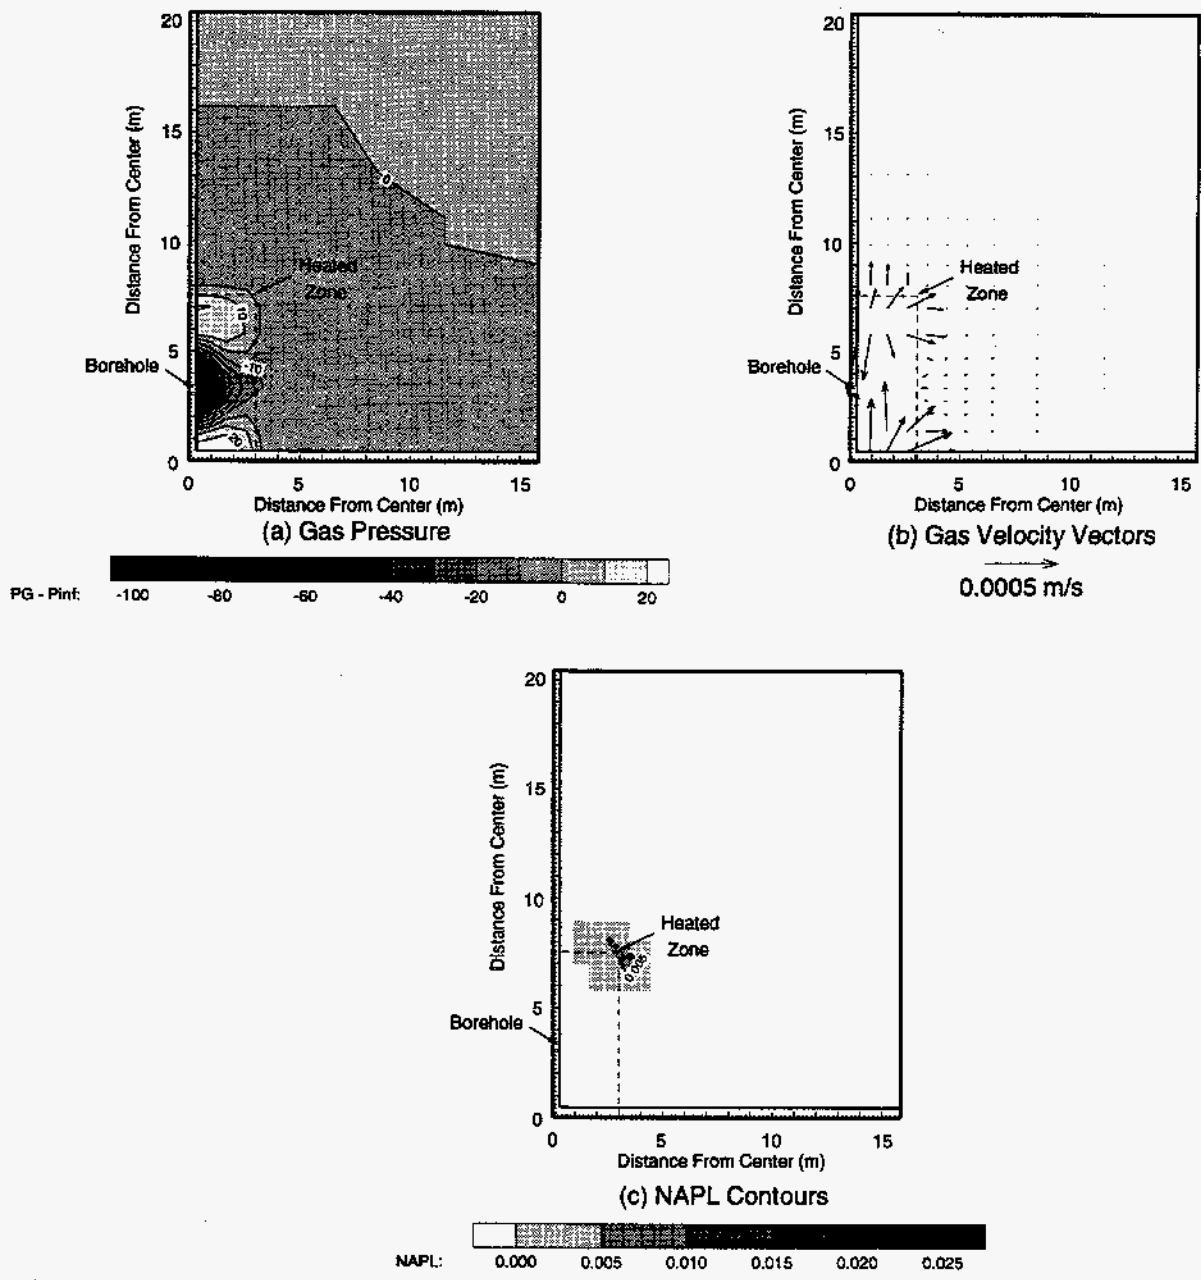 20
15
10
5
0
Distance From Center (m)
0
Heated
Zone
10
-10
20
Borehole
0
5
10
15
Distance From Center (m)
(a) Gas Pressure
PG - Pinf:
-100
-80
-60
-40
-20
0
20
20
15
10
5
0
Distance From Center (m)
Heated
Zone
Borehole
0
5
10
15
Distance From Center (m)
(b) Gas Velocity Vectors
0.0005 m/s
20
15
10
5
0
Distance From Center (m)
Heated
Zone
0.005
Borehole
0
5
10
15
Distance From Center (m)
(c) NAPL Contours
NAPL:
0.000
0.005
0.010
0.015
0.020
0.025